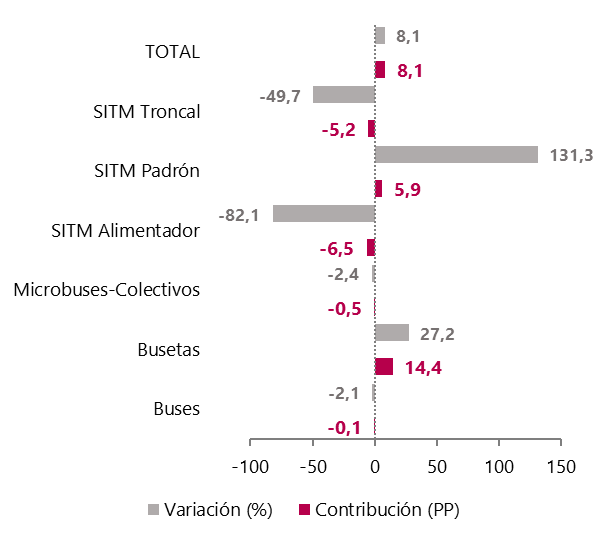 TOTAL
8,1
8,1
SITM Troncal
-49,7
-5,2
SITM Padrón
131,3
5,9
SITM Alimentador
-82,1
-6,5
Microbuses-Colectivos
-2,4
-0,5
Busetas
27,2
14,4
Buses
-2,1
-0,1
-100 -50 0 50 100 150
Variación (%) Contribución (PP)